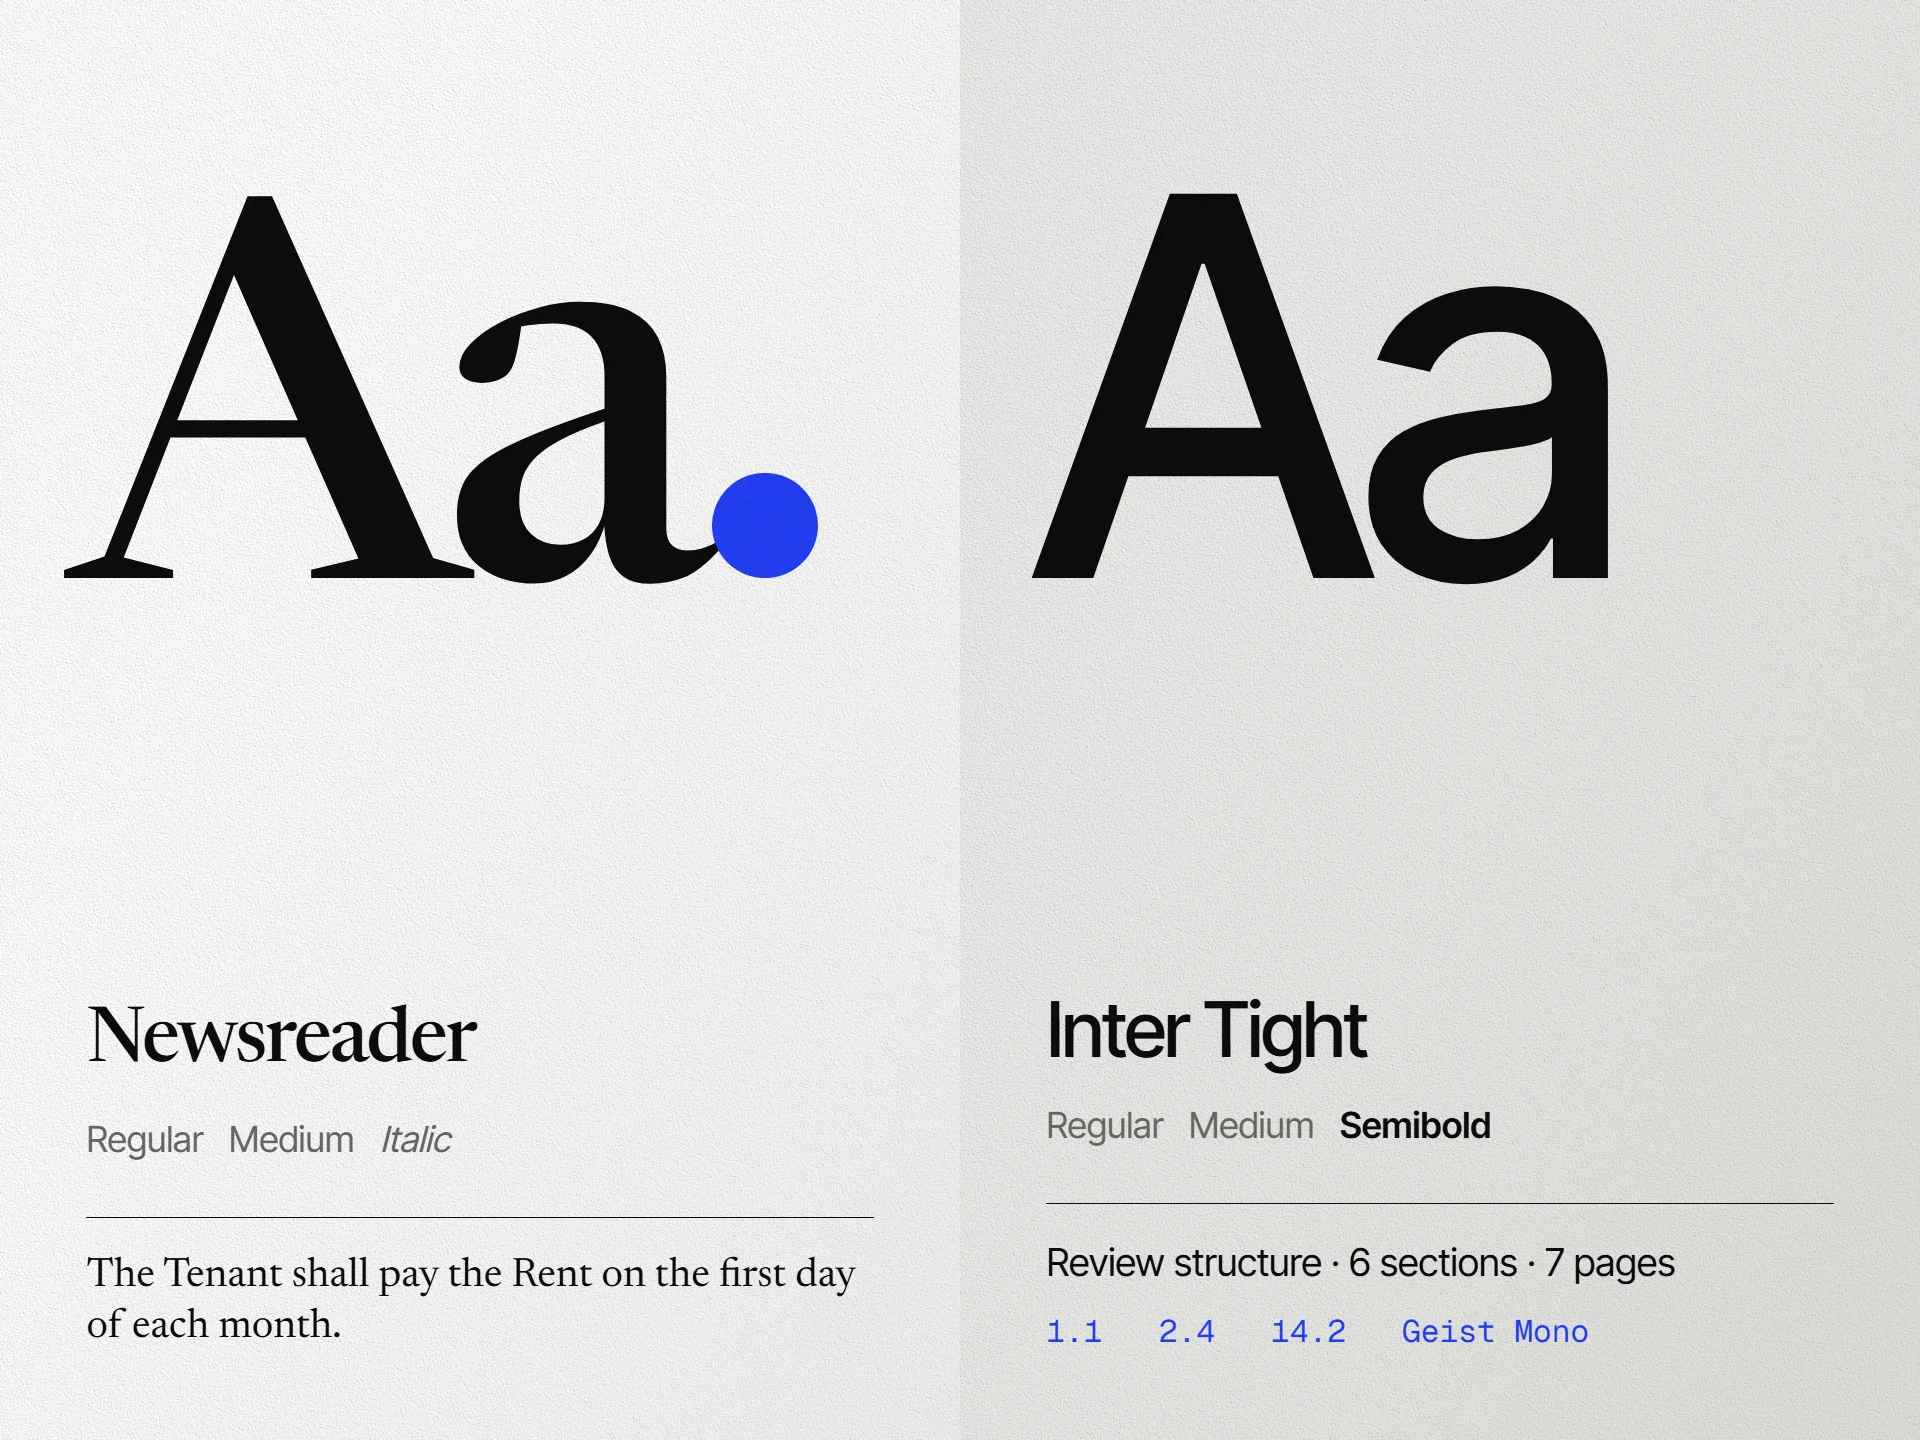 Aa.
Newsreader
Regular Medium Italic
The Tenant shall pay the Rent on the first day
of each month.
Aa
Inter Tight
Regular Medium Semibold
Review structure · 6 sections · 7 pages
1.1 2.4 14.2 Geist Mono